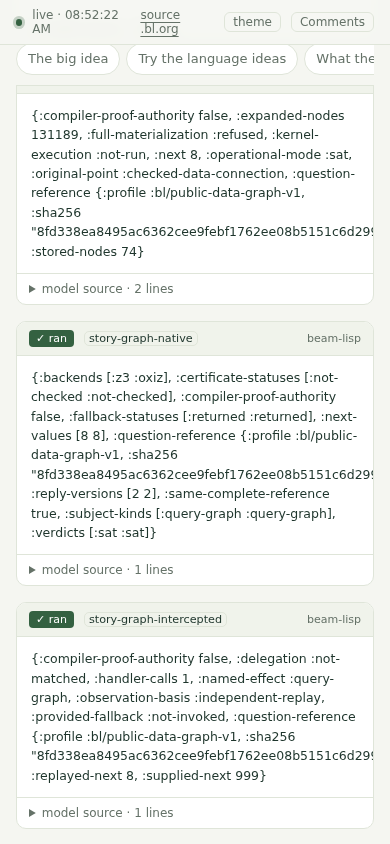 live · 08:52:22 AM
source .bl.org
theme
Comments
The big idea
Try the language ideas
What the
{:compiler-proof-authority false, :expanded-nodes
131189, :full-materialization :refused, :kernel-
execution :not-run, :next 8, :operational-mode :sat,
:original-point :checked-data-connection, :question-
reference {:profile :bl/public-data-graph-v1,
:sha256
"8fd338ea8495ac6362cee9febf1762ee08b5151c6d299
:stored-nodes 74}
▶ model source · 2 lines
✓ ran story-graph-native beam-lisp
{:backends [:z3 :oxiz], :certificate-statuses [:not-
checked :not-checked], :compiler-proof-authority
false, :fallback-statuses [:returned :returned], :next-
values [8 8], :question-reference {:profile :bl/public-
data-graph-v1, :sha256
"8fd338ea8495ac6362cee9febf1762ee08b5151c6d299
:reply-versions [2 2], :same-complete-reference
true, :subject-kinds [:query-graph :query-graph],
:verdicts [:sat :sat]}
▶ model source · 1 lines
✓ ran story-graph-intercepted beam-lisp
{:compiler-proof-authority false, :delegation :not-
matched, :handler-calls 1, :named-effect :query-
graph, :observation-basis :independent-replay,
:provided-fallback :not-invoked, :question-reference
{:profile :bl/public-data-graph-v1, :sha256
"8fd338ea8495ac6362cee9febf1762ee08b5151c6d299
:replayed-next 8, :supplied-next 999}
▶ model source · 1 lines